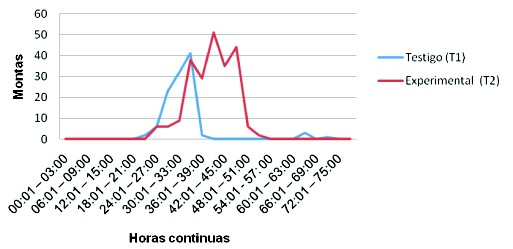 60
50
40
30
20
10
0
Montas
00:01 – 03:00
06:01 – 09:00
12:01 – 15:00
18:01 – 21:00
24:01 – 27:00
30:01 – 33:00
36:01 – 39:00
42:01 – 45:00
48:01 – 51:00
54:01 – 57: 00
60:01 – 63:00
66:01 – 69:00
72:01 – 75:00
Horas continuas
Testigo (T1)
Experimental (T2)